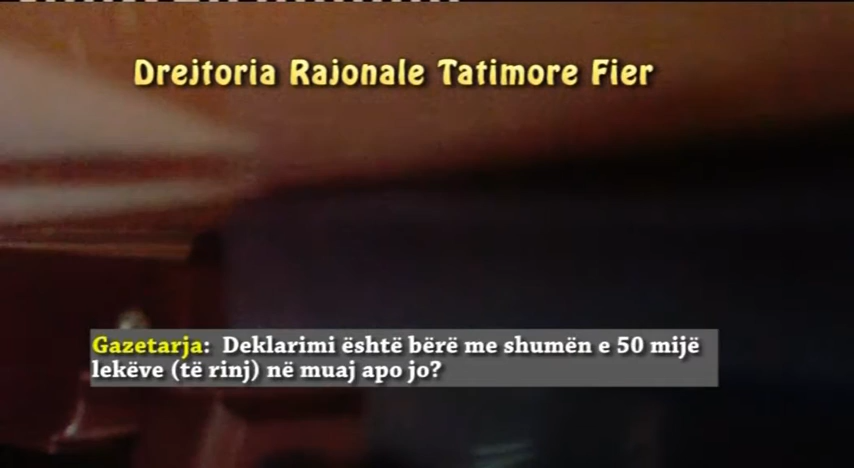 Drejtoria Rajonale Tatimore Fier
Gazetarja: Deklarimi është bërë me shumën e 50 mijë
lekëve (të rinj) në muaj apo jo?